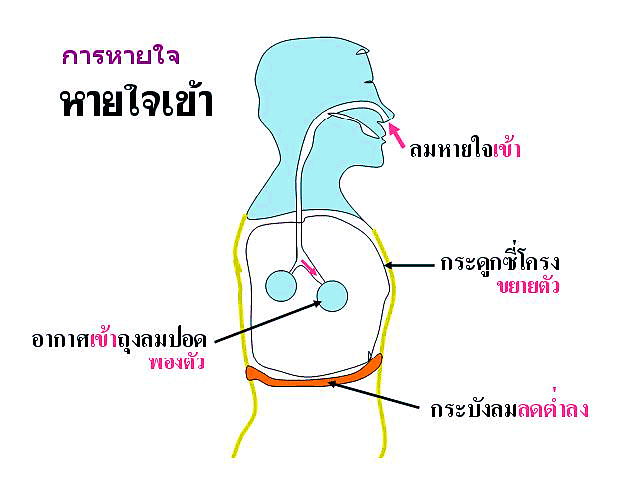 การหายใจ
หายใจเข้า
ลมหายใจเข้า
กระดูกซี่โครง
ขยายตัว
อากาศเข้าถุงลมปอด
พองตัว
กระบังลมลดต่ำลง